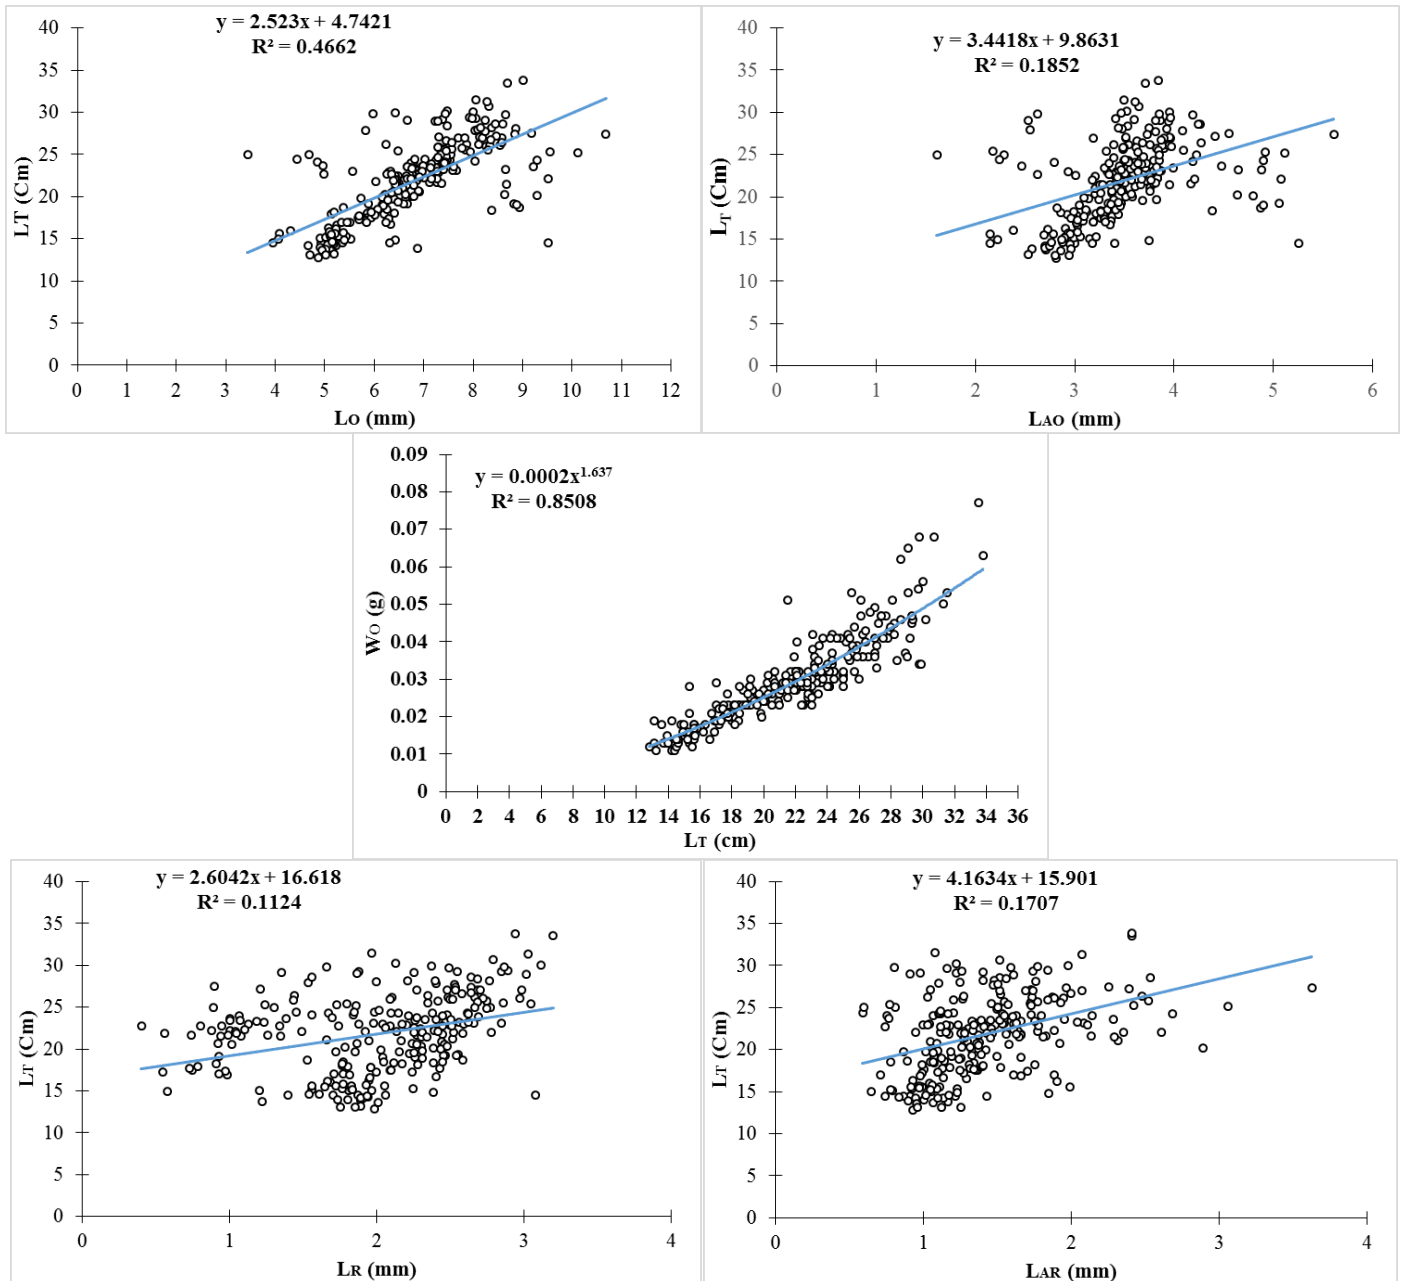 y = 2.523x + 4.7421
R² = 0.4662
40
35
30
25
20
15
10
5
0
LT (Cm)
0 1 2 3 4 5 6 7 8 9 10 11 12
LO (mm)
y = 3.4418x + 9.8631
R² = 0.1852
40
35
30
25
20
15
10
5
0
LT (Cm)
0 1 2 3 4 5 6
LAO (mm)
y = 0.0002x^1.637
R² = 0.8508
0.09
0.08
0.07
0.06
0.05
0.04
0.03
0.02
0.01
0
WO (g)
0 2 4 6 8 10 12 14 16 18 20 22 24 26 28 30 32 34 36
LT (cm)
y = 2.6042x + 16.618
R² = 0.1124
40
35
30
25
20
15
10
5
0
LT (Cm)
0 1 2 3 4
LR (mm)
y = 4.1634x + 15.901
R² = 0.1707
40
35
30
25
20
15
10
5
0
LT (Cm)
0 1 2 3 4
LAR (mm)